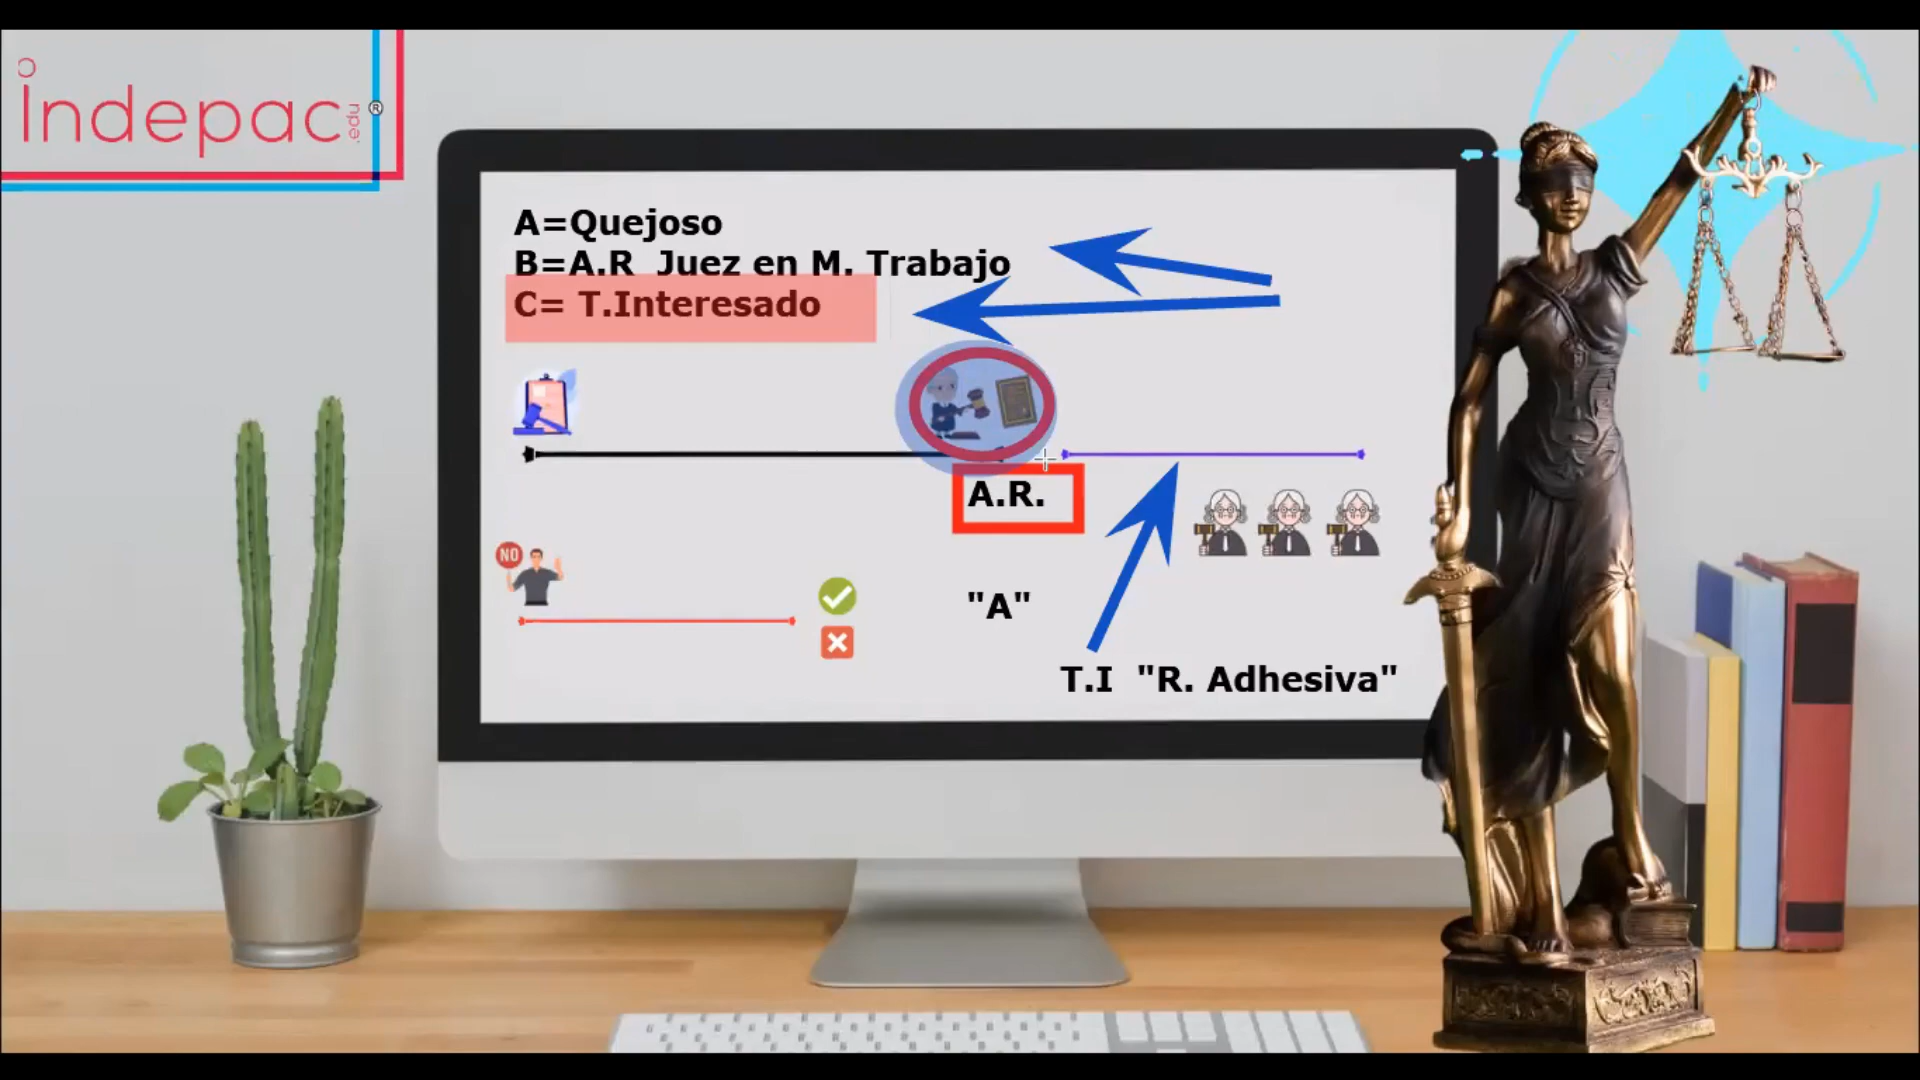 Indepac
edu
®
A=Quejoso
B=A.R Juez en M. Trabajo
C= T.Interesado
A.R.
NO
"A"
T.I "R. Adhesiva"